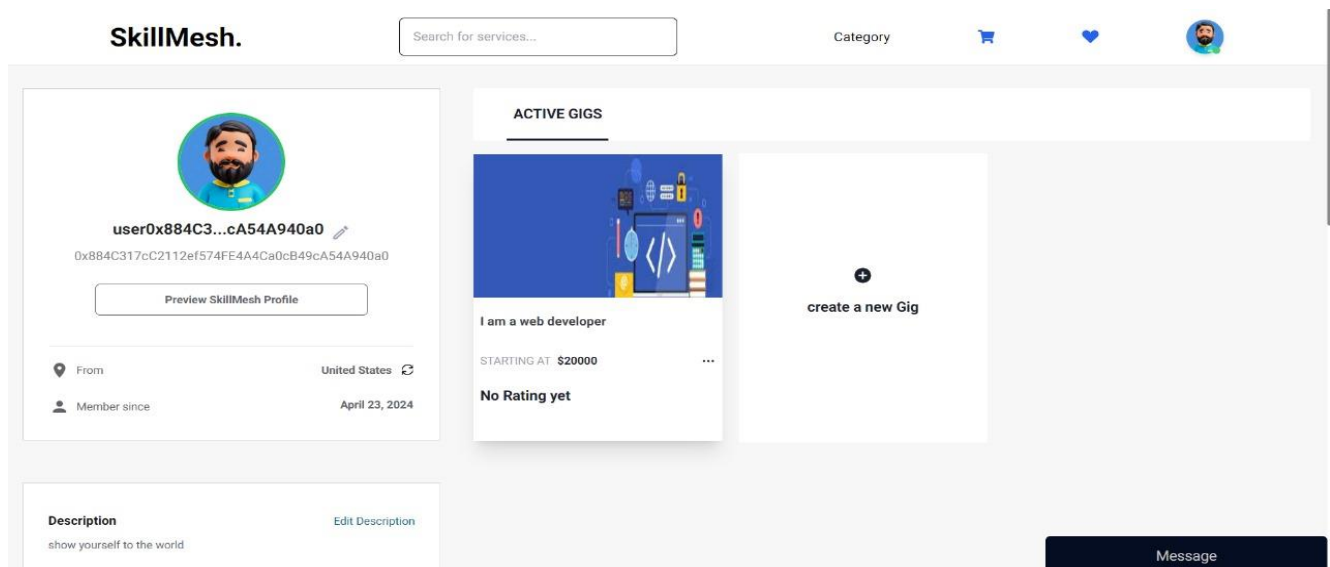 SkillMesh.
Search for services...
Category
user0x884C3...cA54A940a0
0x884C317cC2112ef574FE4A4Ca0cB49cA54A940a0
Preview SkillMesh Profile
From United States
Member since April 23, 2024
Description Edit Description
show yourself to the world
ACTIVE GIGS
</>
I am a web developer
STARTING AT $20000 ...
No Rating yet
create a new Gig
Message